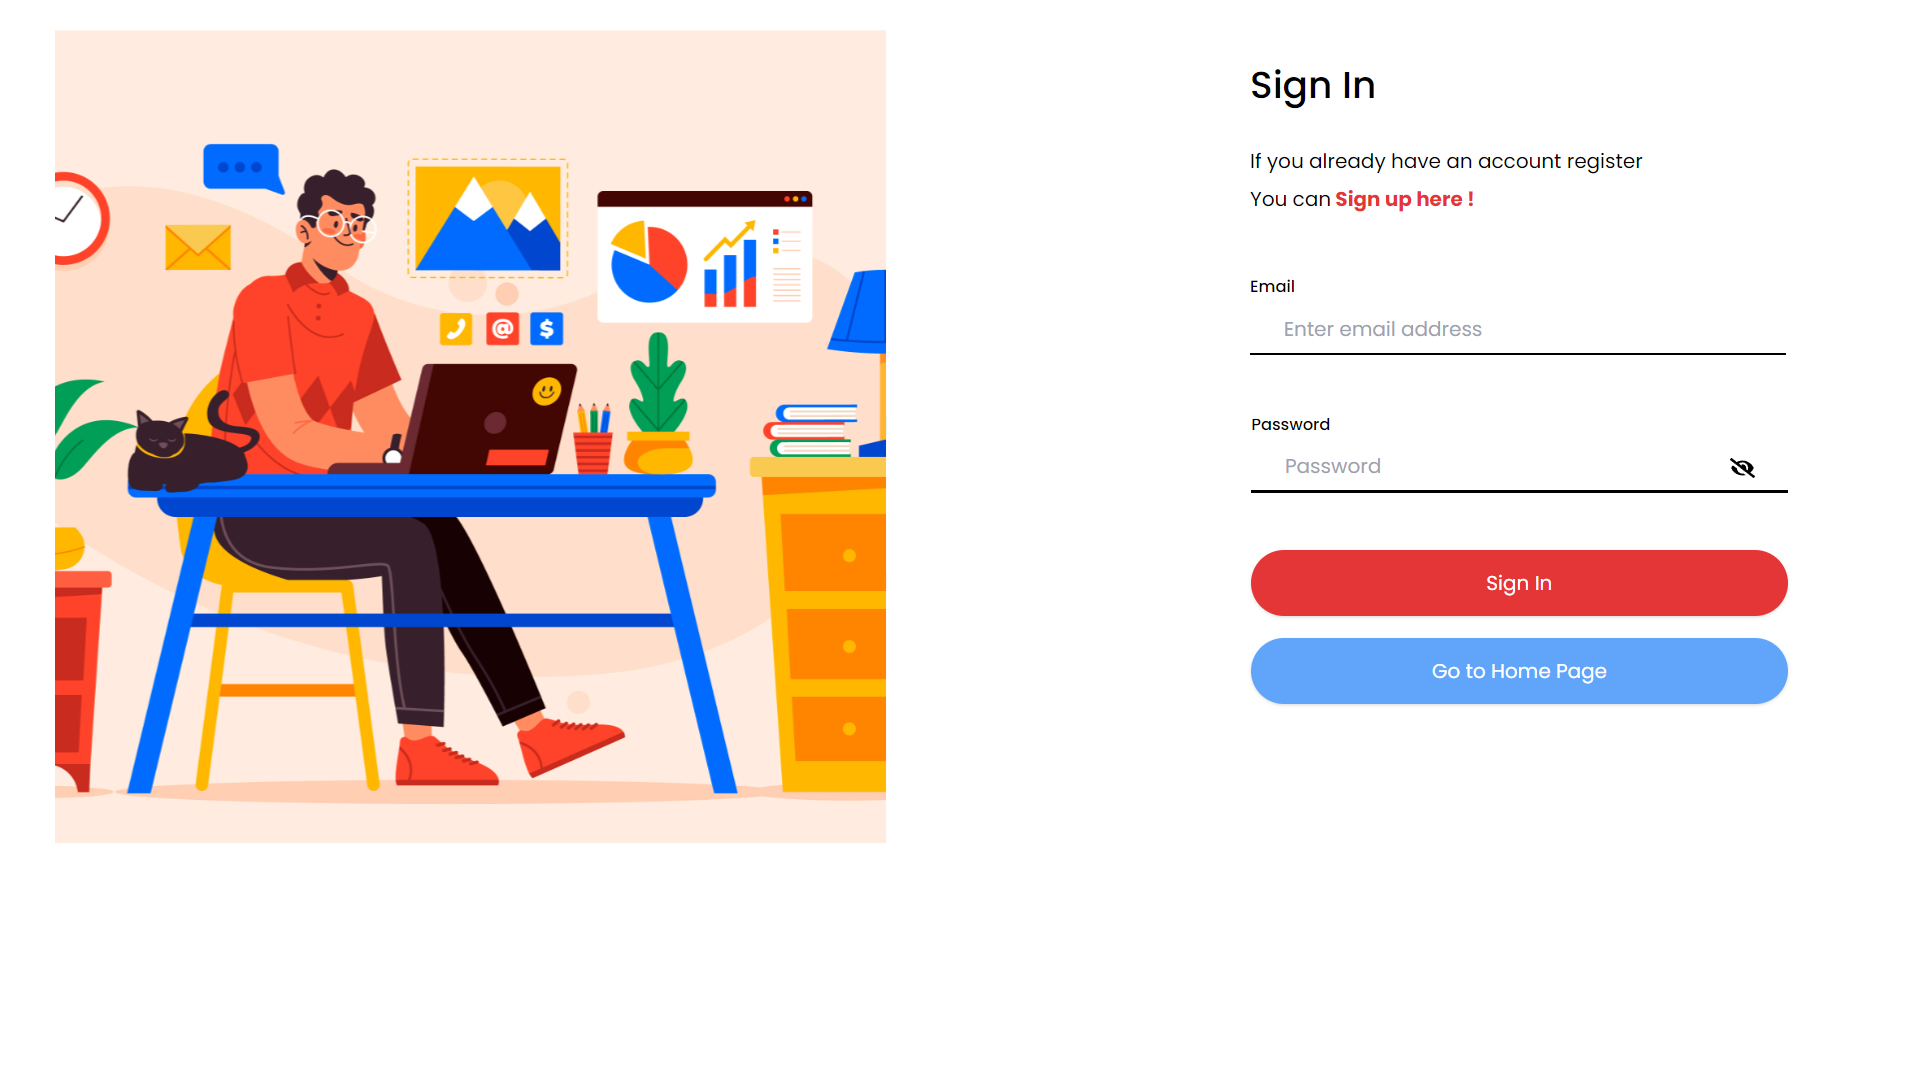 Sign In
If you already have an account register
You can Sign up here !
Email
Enter email address
Password
Password
Sign In
Go to Home Page
@
$